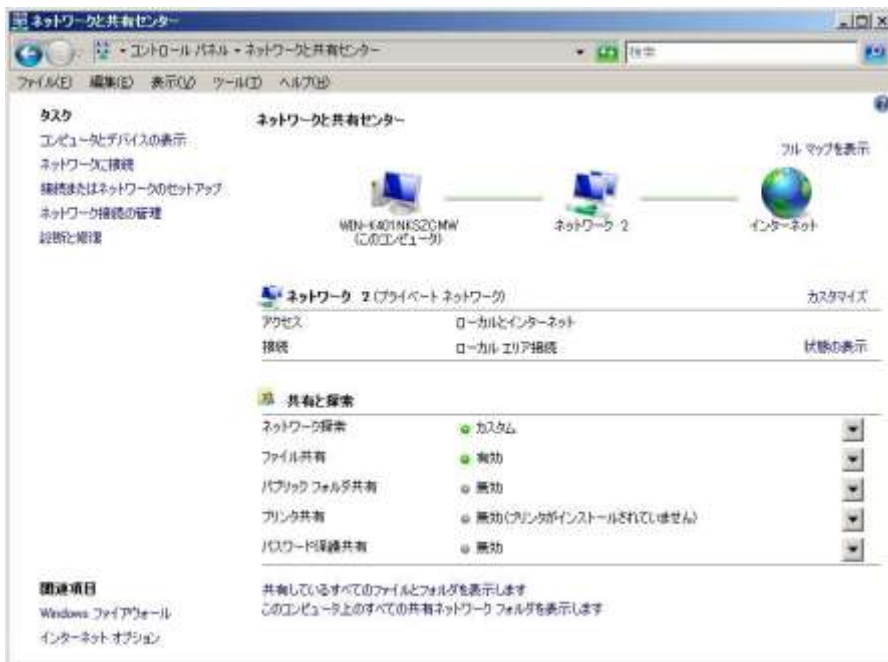 ネットワークと共有センター
コントロール パネル ネットワークと共有センター 検索
ファイル(F) 編集(E) 表示(V) ツール(T) ヘルプ(H)
タスク
コンピュータとデバイスの表示
ネットワークに接続
接続またはネットワークのセットアップ
ネットワーク接続の管理
診断と修復
ネットワークと共有センター
フル マップを表示
WIN-K401NKSZGMW
(このコンピュータ)
ネットワーク 2
インターネット
ネットワーク 2 (プライベート ネットワーク) カスタマイズ
アクセス ローカルとインターネット
接続 ローカル エリア接続 状態の表示
共有と探索
ネットワーク探索 カスタム
ファイル共有 有効
パブリック フォルダ共有 無効
プリンタ共有 無効(プリンタがインストールされていません)
パスワード保護共有 無効
共有しているすべてのファイルとフォルダを表示します
このコンピュータ上のすべての共有ネットワーク フォルダを表示します
関連項目
Windows ファイアウォール
インターネット オプション